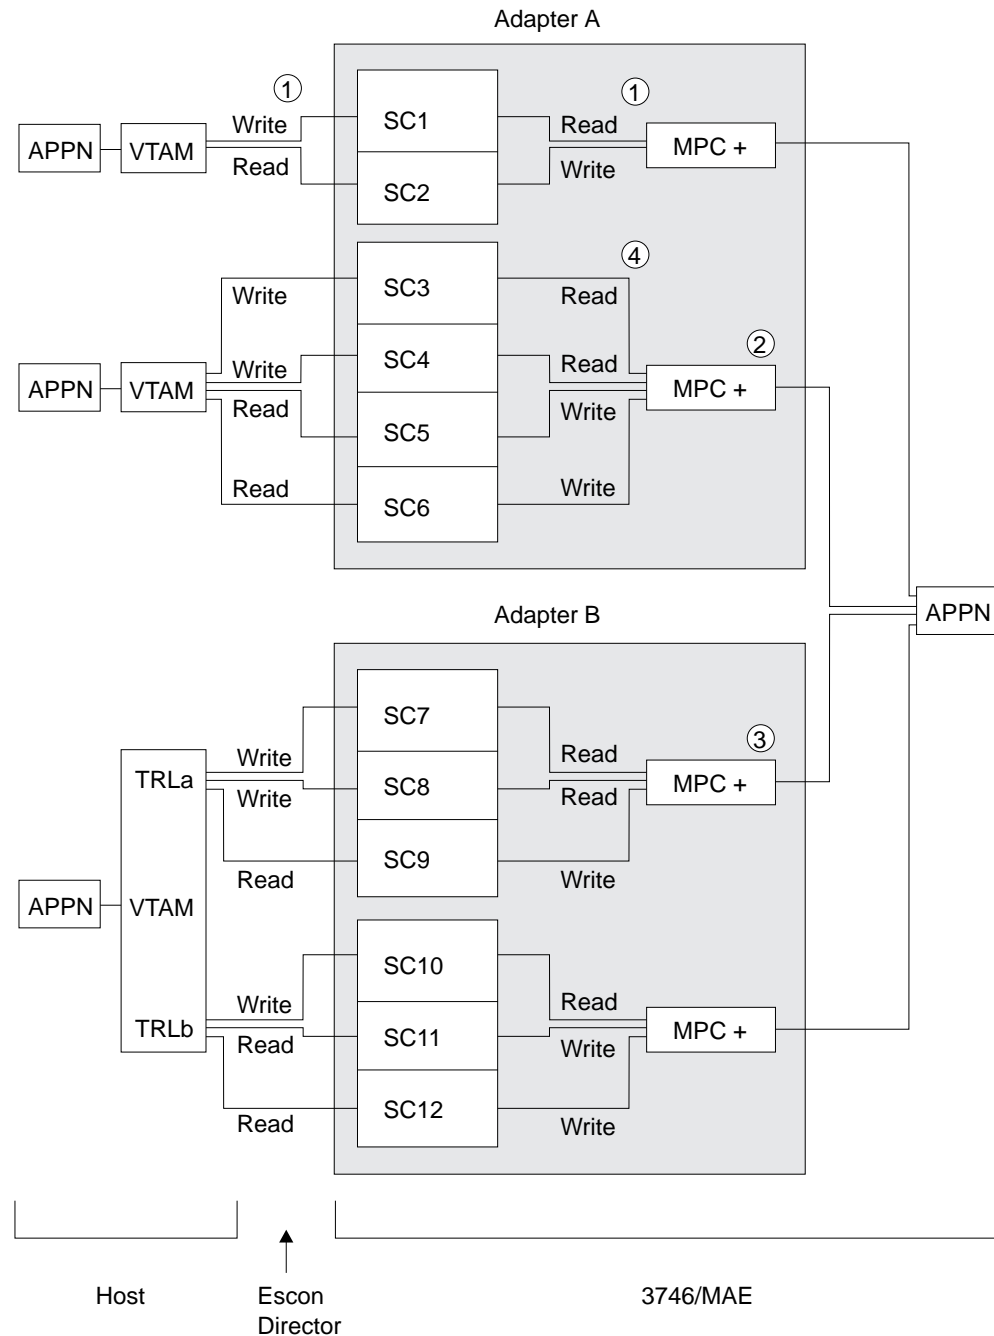 Adapter A
1
1
Write
SC1
Read
APPN
VTAM
MPC +
Read
SC2
Write
4
Write
SC3
Read
2
Write
SC4
Read
APPN
VTAM
MPC +
Read
SC5
Write
Read
SC6
Write
APPN
Adapter B
SC7
3
Write
Read
TRLa
SC8
MPC +
Write
Read
SC9
Read
Write
APPN
VTAM
SC10
Write
Read
TRLb
SC11
MPC +
Read
Write
SC12
Read
Write
Host
Escon
Director
3746/MAE